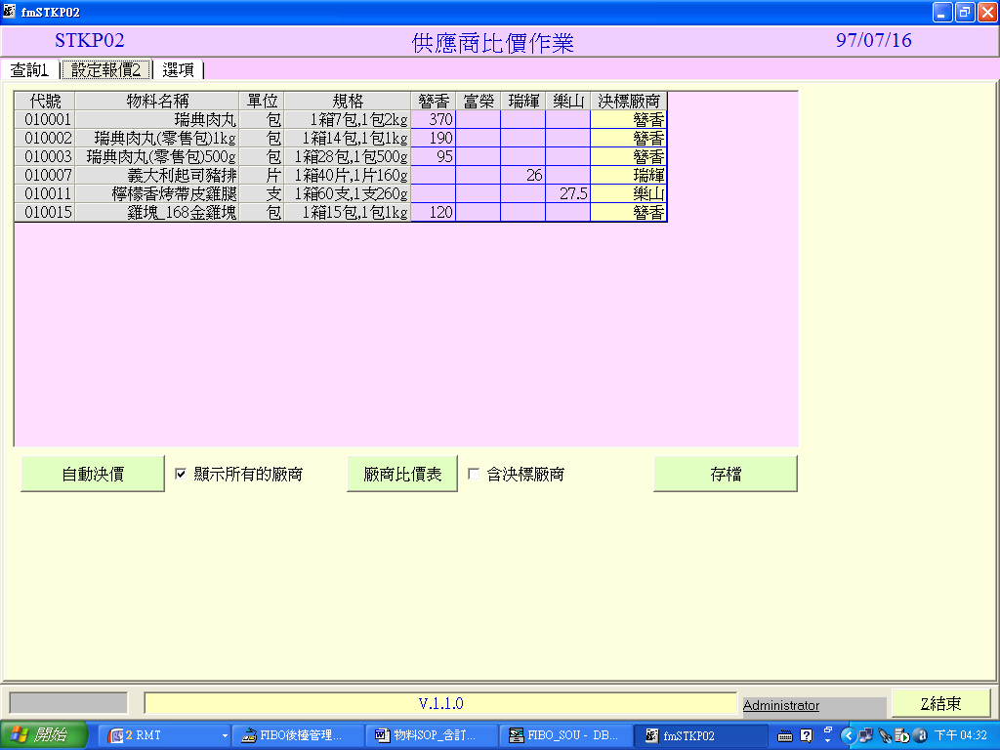 fmSTKP02
STKP02 供應商比價作業 97/07/16
查詢1 設定報價2 選項
代號 物料名稱 單位 規格 馨香 富榮 瑞輝 樂山 決標廠商
010001 瑞典肉丸 包 1箱7包,1包2kg 370 馨香
010002 瑞典肉丸(零售包)1kg 包 1箱14包,1包1kg 190 馨香
010003 瑞典肉丸(零售包)500g 包 1箱28包,1包500g 95 馨香
010007 義大利起司豬排 片 1箱40片,1片160g 26 瑞輝
010011 檸檬香烤帶皮雞腿 支 1箱60支,1支260g 27.5 樂山
010015 雞塊_168金雞塊 包 1箱15包,1包1kg 120 馨香
自動決價 顯示所有的廠商 廠商比價表 含決標廠商 存檔
V.1.1.0 Administrator Z結束
開始 2 RMT FIBO後檯管理... 物料SOP_含訂... FIBO_SOU - DB... fmSTKP02 下午 04:32